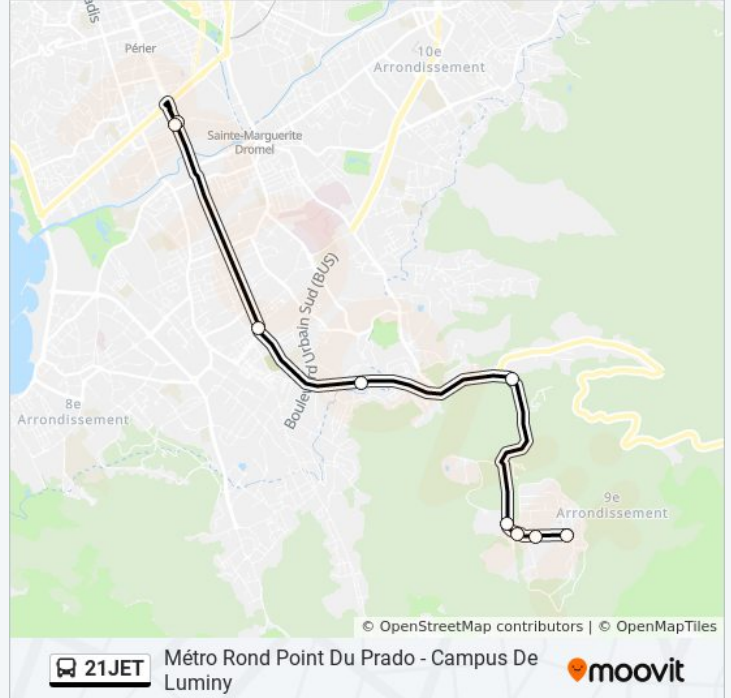 adis
Périer
10e
Arrondissement
Sainte-Marguerite
Dromel
Boulevard Urbain Sud (BUS)
8e
Arrondissement
9e
Arrondissement
© OpenStreetMap contributors | © OpenMapTiles
21JET
Métro Rond Point Du Prado - Campus De
Luminy
moovit